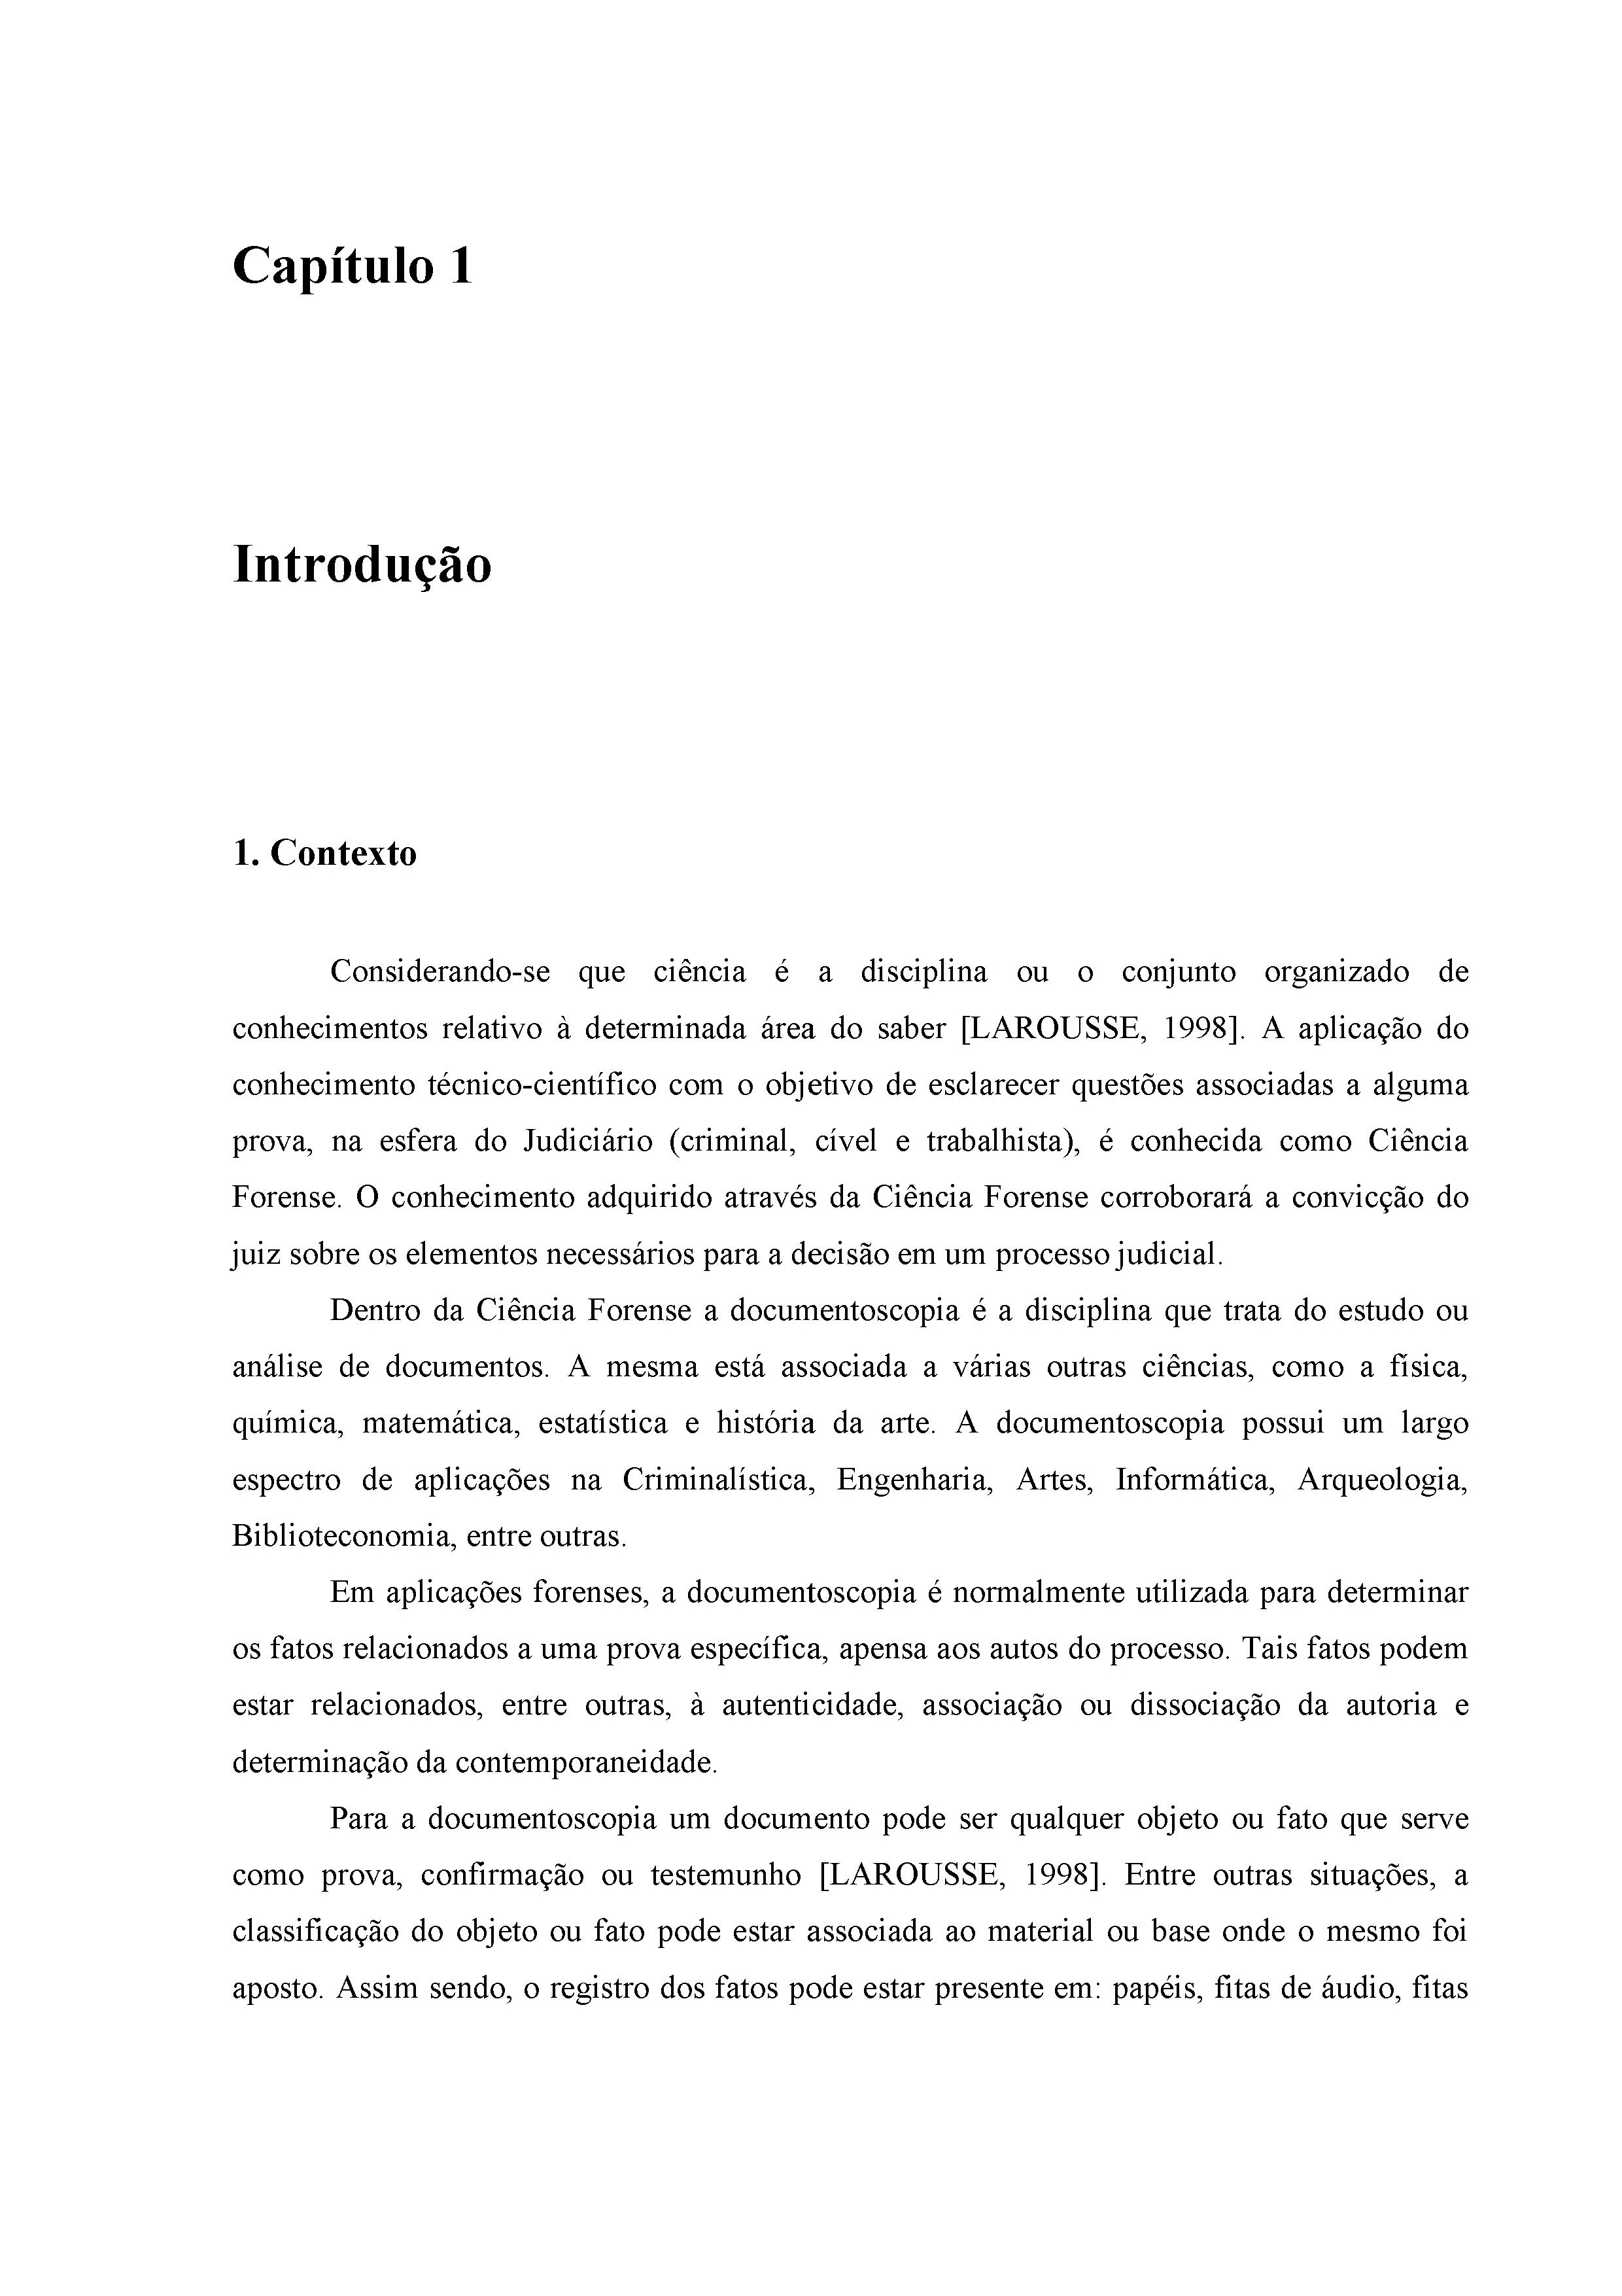 Capítulo 1
Introdução
1. Contexto
Considerando-se que ciência é a disciplina ou o conjunto organizado de
conhecimentos relativo à determinada área do saber [LAROUSSE, 1998]. A aplicação do
conhecimento técnico-científico com o objetivo de esclarecer questões associadas a alguma
prova, na esfera do Judiciário (criminal, cível e trabalhista), é conhecida como Ciência
Forense. O conhecimento adquirido através da Ciência Forense corroborará a convicção do
juiz sobre os elementos necessários para a decisão em um processo judicial.
Dentro da Ciência Forense a documentoscopia é a disciplina que trata do estudo ou
análise de documentos. A mesma está associada a várias outras ciências, como a física,
química, matemática, estatística e história da arte. A documentoscopia possui um largo
espectro de aplicações na Criminalística, Engenharia, Artes, Informática, Arqueologia,
Biblioteconomia, entre outras.
Em aplicações forenses, a documentoscopia é normalmente utilizada para determinar
os fatos relacionados a uma prova específica, apensa aos autos do processo. Tais fatos podem
estar relacionados, entre outras, à autenticidade, associação ou dissociação da autoria e
determinação da contemporaneidade.
Para a documentoscopia um documento pode ser qualquer objeto ou fato que serve
como prova, confirmação ou testemunho [LAROUSSE, 1998]. Entre outras situações, a
classificação do objeto ou fato pode estar associada ao material ou base onde o mesmo foi
aposto. Assim sendo, o registro dos fatos pode estar presente em: papéis, fitas de áudio, fitas